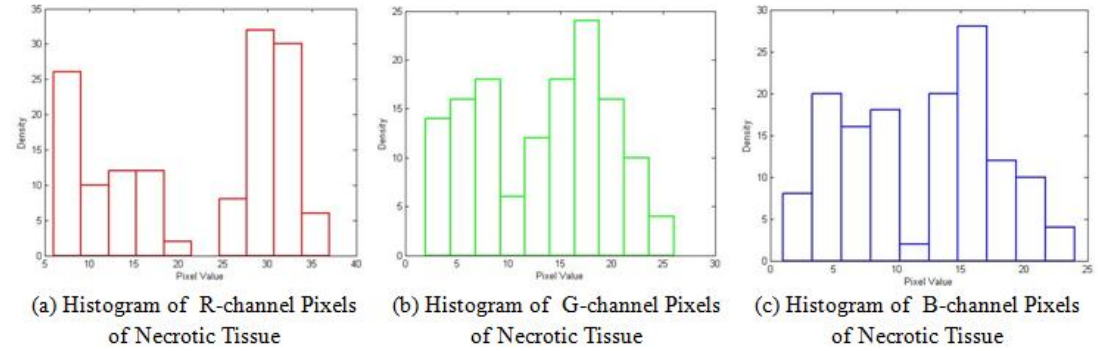 35
30
25
20
15
10
5
0
Density
5 10 15 20 25 30 35 40
Pixel Value
(a) Histogram of R-channel Pixels
of Necrotic Tissue
25
20
15
10
5
0
Density
0 5 10 15 20 25 30
Pixel Value
(b) Histogram of G-channel Pixels
of Necrotic Tissue
30
25
20
15
10
5
0
Density
0 5 10 15 20 25
Pixel Value
(c) Histogram of B-channel Pixels
of Necrotic Tissue